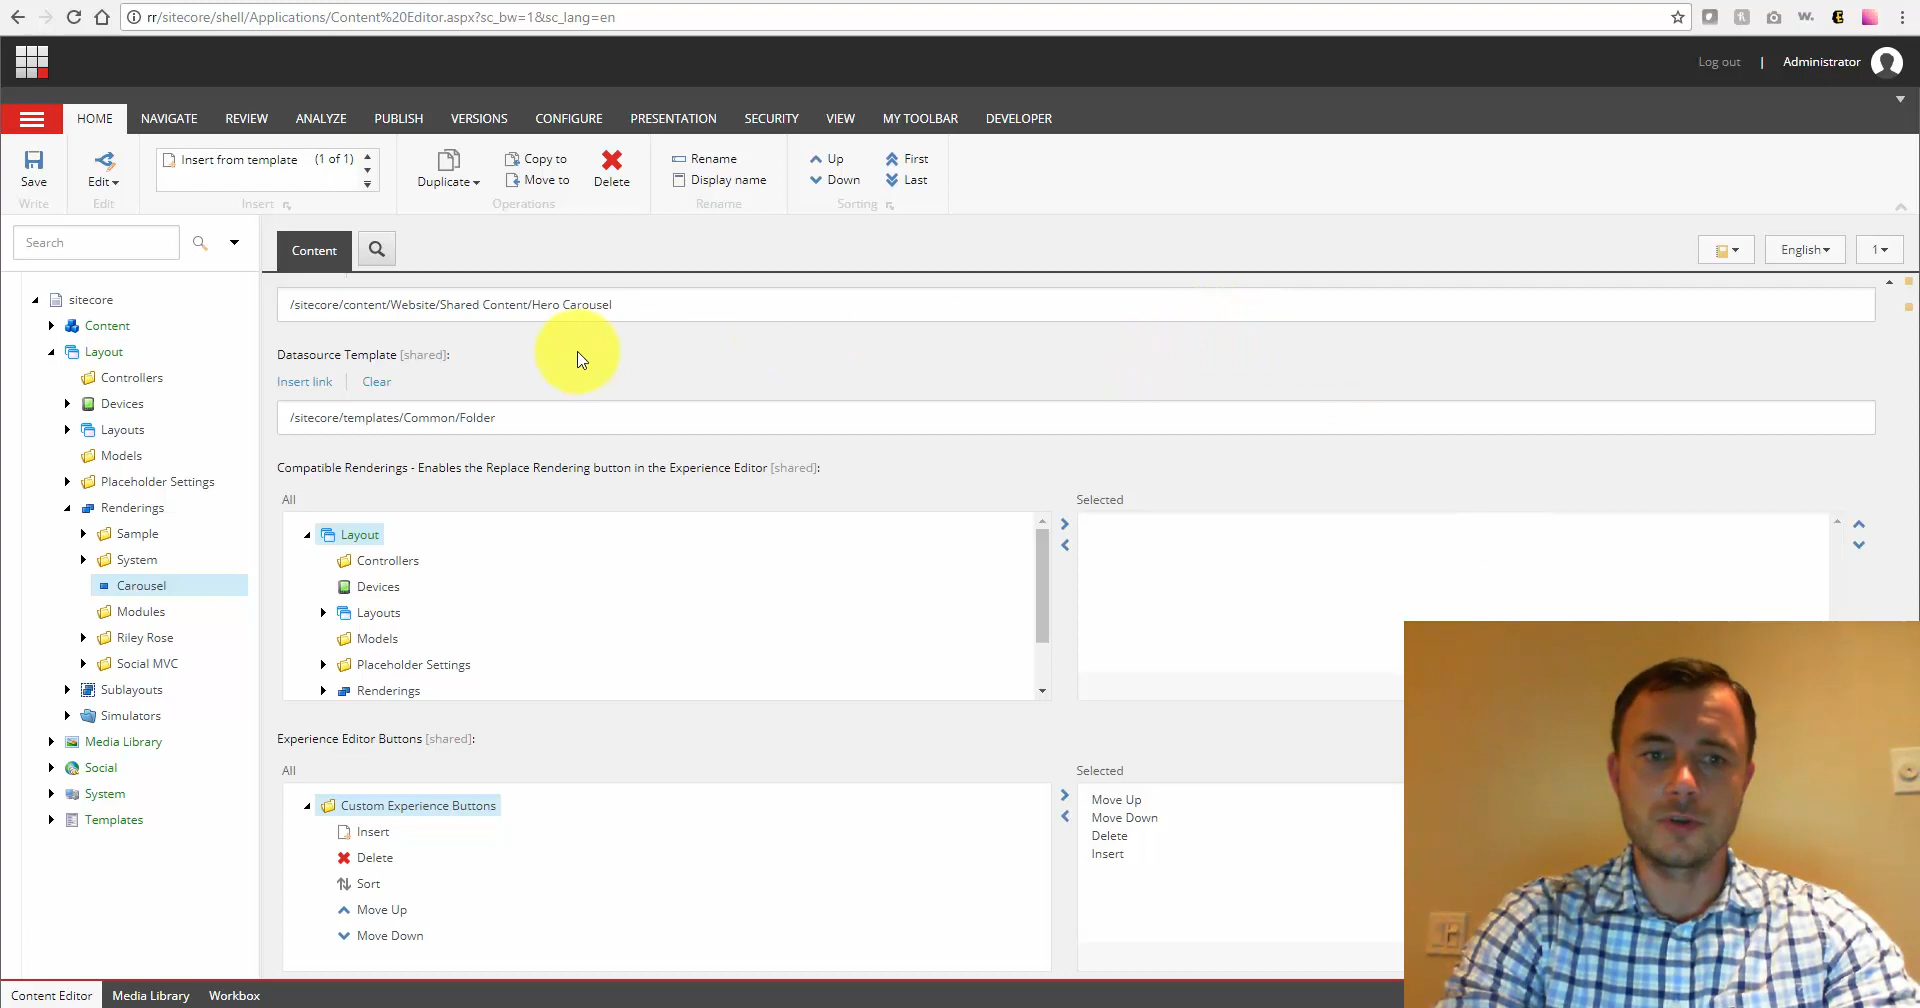 rr/sitecore/shell/Applications/Content%20Editor.aspx?sc_bw=1&sc_lang=en
Log out | Administrator
HOME NAVIGATE REVIEW ANALYZE PUBLISH VERSIONS CONFIGURE PRESENTATION SECURITY VIEW MY TOOLBAR DEVELOPER
Save
Write
Edit
Edit
Insert from template (1 of 1)
Insert
Duplicate
Copy to
Move to
Delete
Operations
Rename
Display name
Rename
Up
Down
First
Last
Sorting
Search
Content
English
1
sitecore
Content
Layout
Controllers
Devices
Layouts
Models
Placeholder Settings
Renderings
Sample
System
Carousel
Modules
Riley Rose
Social MVC
Sublayouts
Simulators
Media Library
Social
System
Templates
/sitecore/content/Website/Shared Content/Hero Carousel
Datasource Template [shared]:
Insert link Clear
/sitecore/templates/Common/Folder
Compatible Renderings - Enables the Replace Rendering button in the Experience Editor [shared]:
All
Layout
Controllers
Devices
Layouts
Models
Placeholder Settings
Renderings
Selected
Experience Editor Buttons [shared]:
All
Custom Experience Buttons
Insert
Delete
Sort
Move Up
Move Down
Selected
Move Up
Move Down
Delete
Insert
Content Editor Media Library Workbox